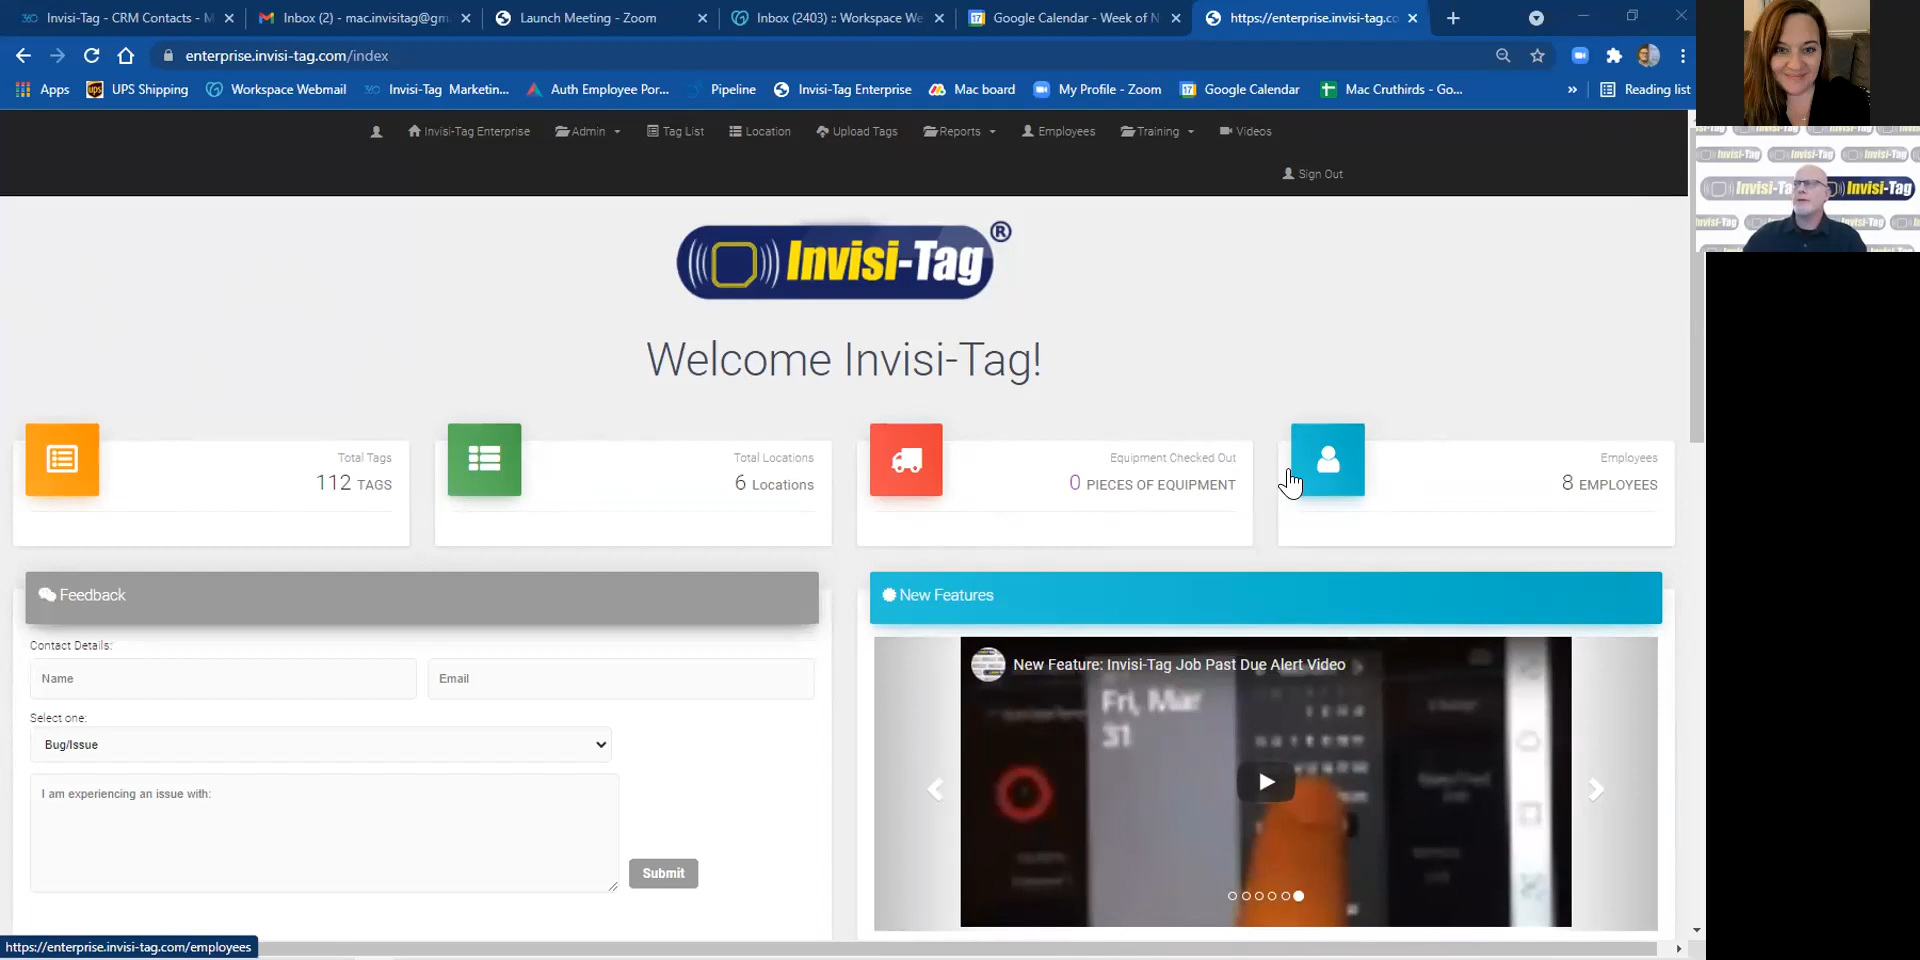 Invisi-Tag - CRM Contacts - M
Inbox (2) - mac.invisitag@gm
Launch Meeting - Zoom
Inbox (2403) :: Workspace We
Google Calendar - Week of N
https://enterprise.invisi-tag.co
enterprise.invisi-tag.com/index
Apps
UPS Shipping
Workspace Webmail
Invisi-Tag Marketin...
Auth Employee Por...
Pipeline
Invisi-Tag Enterprise
Mac board
My Profile - Zoom
Google Calendar
Mac Cruthirds - Go...
»
Reading list
Invisi-Tag Enterprise
Admin
Tag List
Location
Upload Tags
Reports
Employees
Training
Videos
Sign Out
Invisi-Tag®
Welcome Invisi-Tag!
Total Tags
112 TAGS
Total Locations
6 Locations
Equipment Checked Out
0 PIECES OF EQUIPMENT
Employees
8 EMPLOYEES
Feedback
Contact Details:
Name
Email
Select one:
Bug/Issue
I am experiencing an issue with:
Submit
New Features
New Feature: Invisi-Tag Job Past Due Alert Video
Fri, Mar
31
https://enterprise.invisi-tag.com/employees
Invisi-Tag